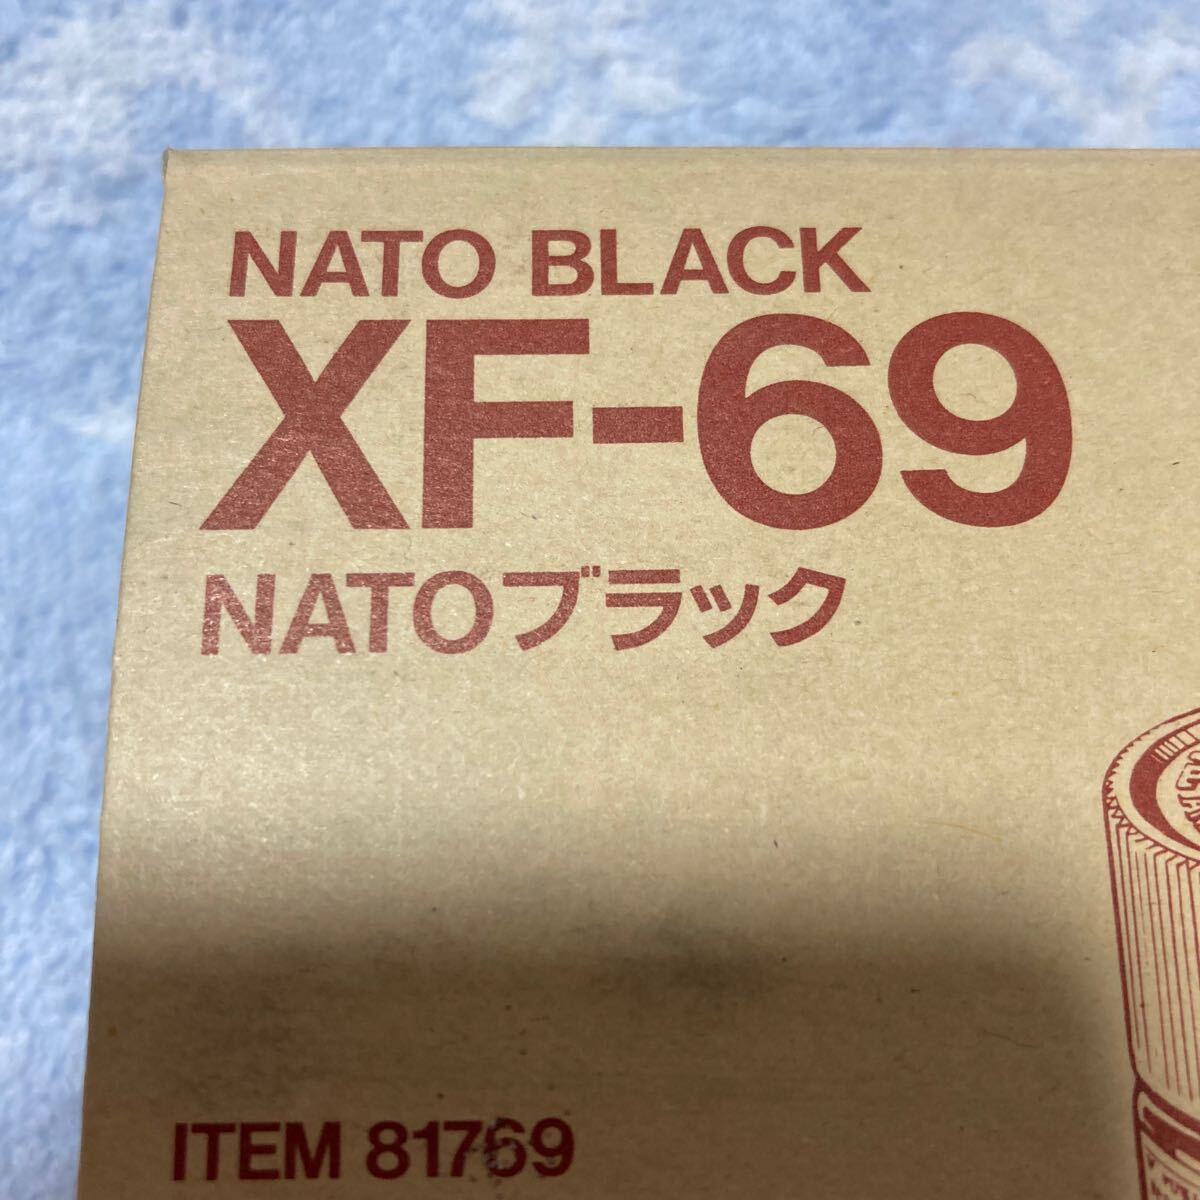 NATO BLACK
XF-69
NATOブラック
ITEM 81769